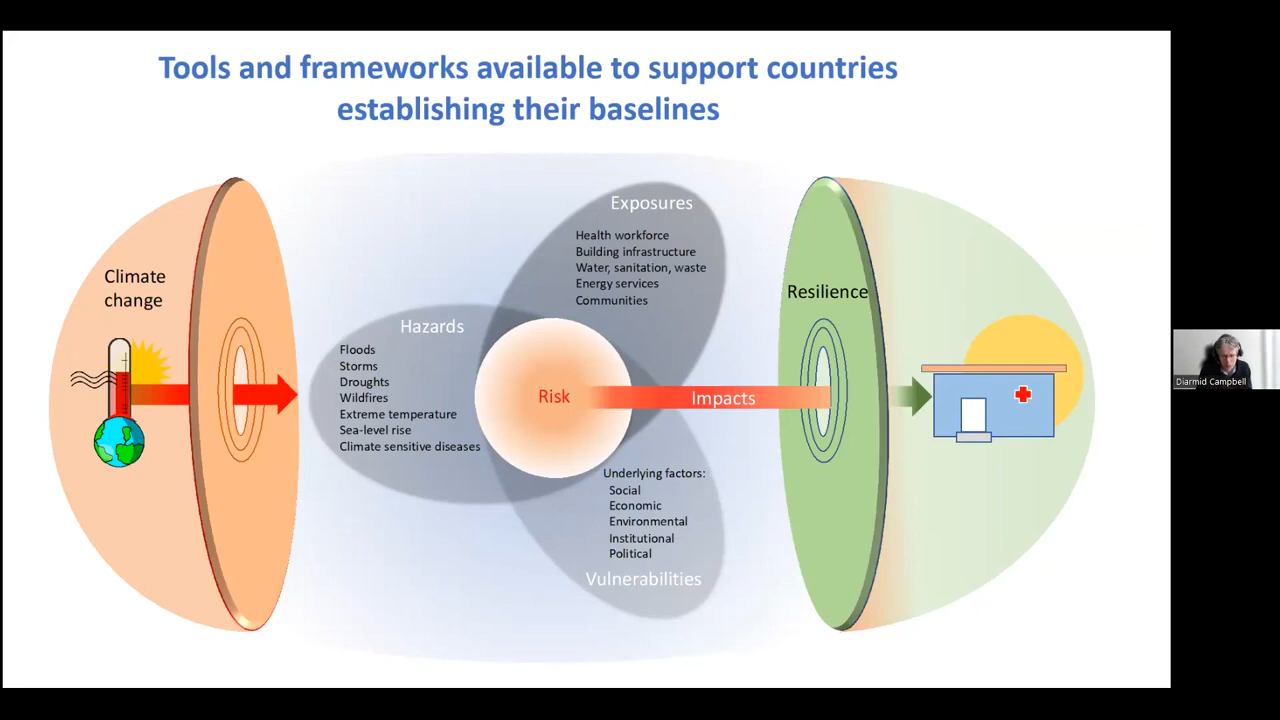 Tools and frameworks available to support countries
establishing their baselines
Climate
change
Hazards
Floods
Storms
Droughts
Wildfires
Extreme temperature
Sea-level rise
Climate sensitive diseases
Exposures
Health workforce
Building infrastructure
Water, sanitation, waste
Energy services
Communities
Risk
Impacts
Underlying factors:
Social
Economic
Environmental
Institutional
Political
Vulnerabilities
Resilience
Diarmid Campbell